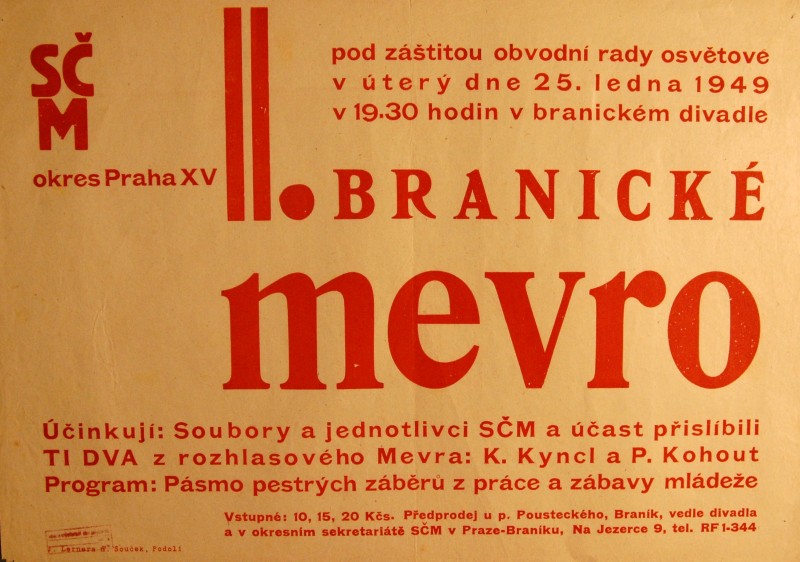 SČM
okres Praha XV
pod záštitou obvodní rady osvětové
v úterý dne 25. ledna 1949
v 19.30 hodin v branickém divadle
II. BRANICKÉ
mevro
Účinkují: Soubory a jednotlivci SČM a účast přislíbili
TI DVA z rozhlasového Mevra: K. Kyncl a P. Kohout
Program: Pásmo pestrých záběrů z práce a zábavy mládeže
Vstupné: 10, 15, 20 Kčs. Předprodej u p. Pousteckého, Braník, vedle divadla
a v okresním sekretariátě SČM v Praze-Braníku, Na Jezerce 9, tel. RF 1-344
Souček, Podolí